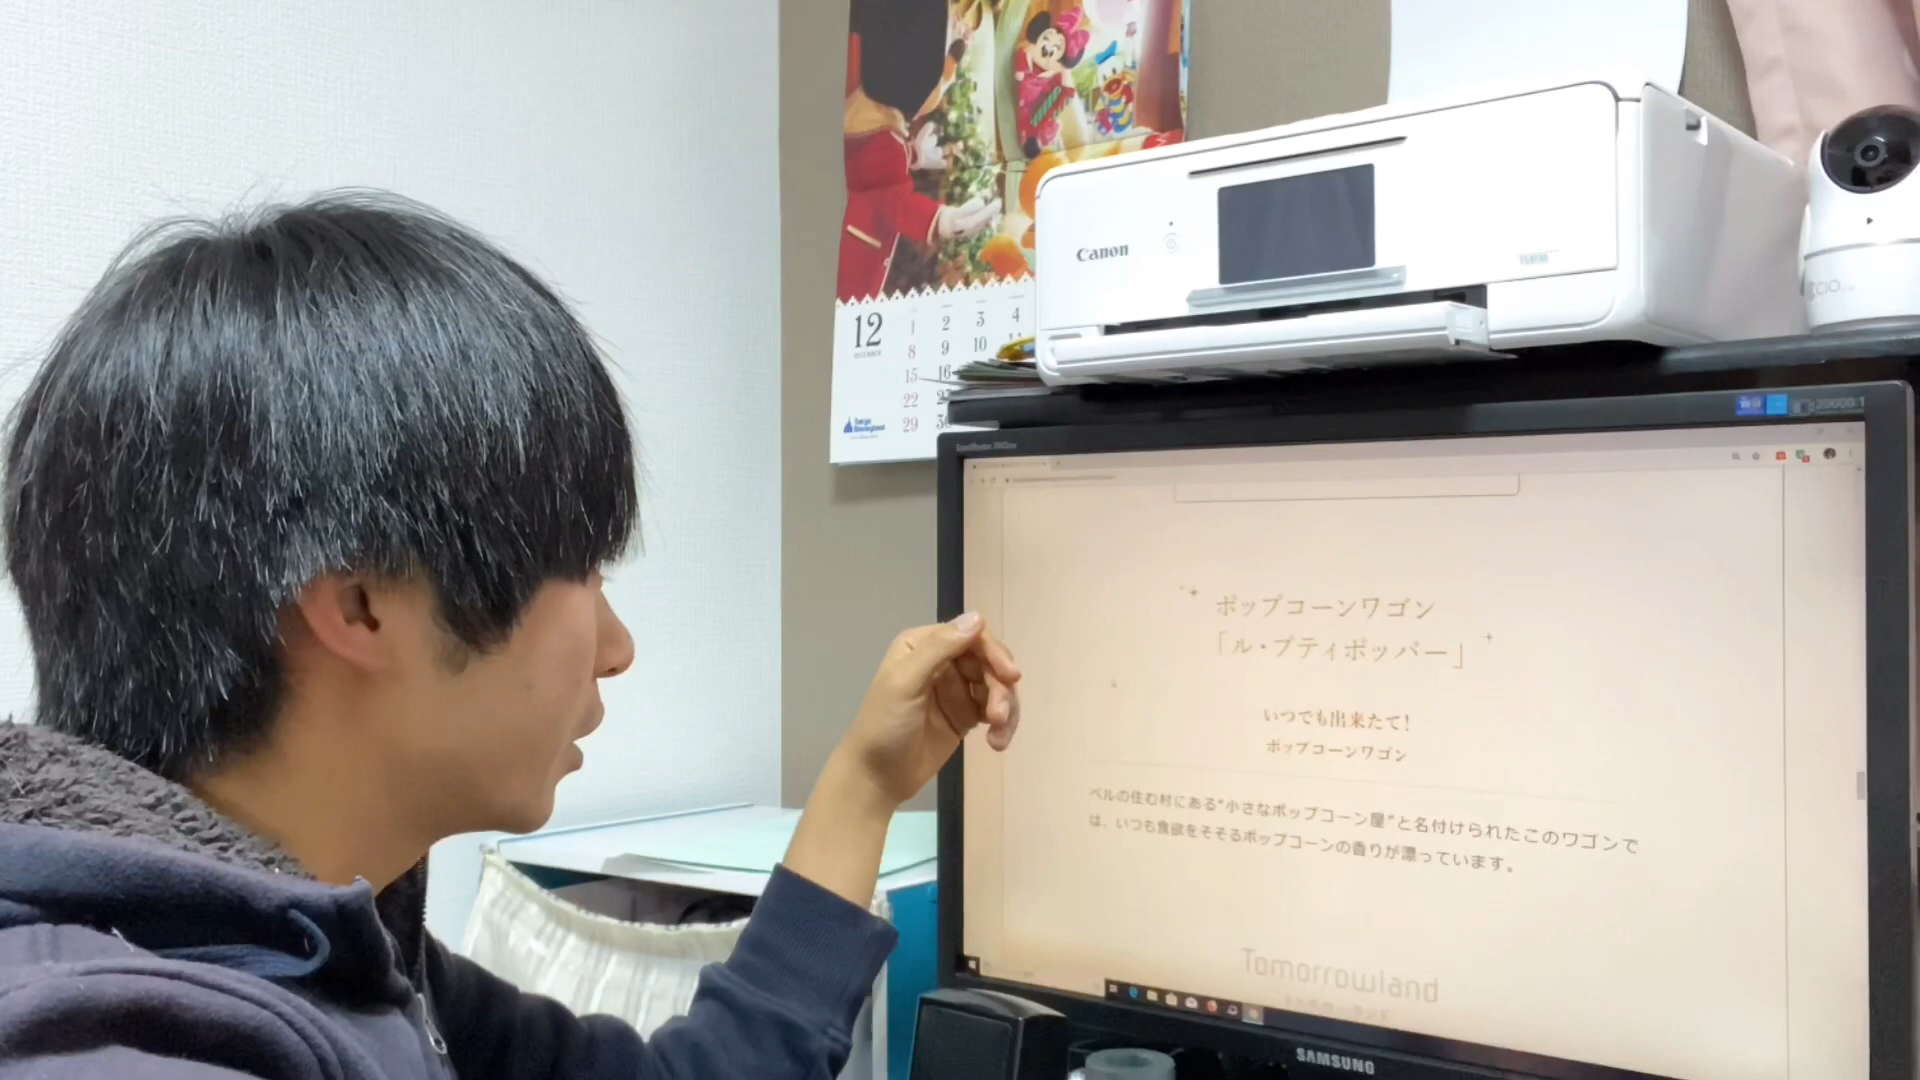 Canon
12
DECEMBER
1 2 3 4
8 9 10
15 16
22
29 30
Tokyo Disneyland
ポップコーンワゴン
「ル・プティポッパー」
いつでも出来たて!
ポップコーンワゴン
ベルの住む村にある"小さなポップコーン屋"と名付けられたこのワゴンで
は、いつも食欲をそそるポップコーンの香りが漂っています。
Tomorrowland
SAMSUNG